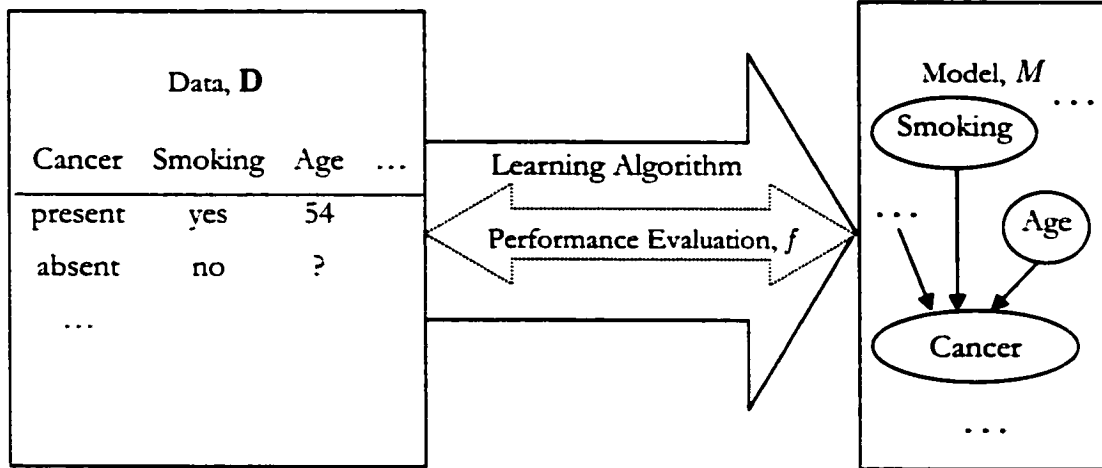 Data, D
Cancer Smoking Age ...
present yes 54
absent no ?
...
Learning Algorithm
Performance Evaluation, f
Model, M
...
Smoking
...
Age
Cancer
...